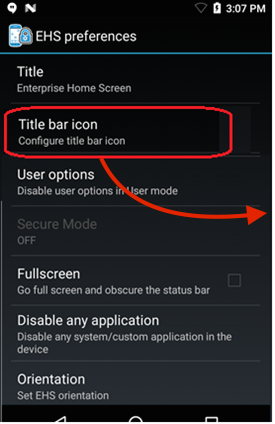 3:07 PM
EHS preferences
Title
Enterprise Home Screen
Title bar icon
Configure title bar icon
User options
Disable user options in User mode
Secure Mode
OFF
Fullscreen
Go full screen and obscure the status bar
Disable any application
Disable any system/custom application in the
device
Orientation
Set EHS orientation